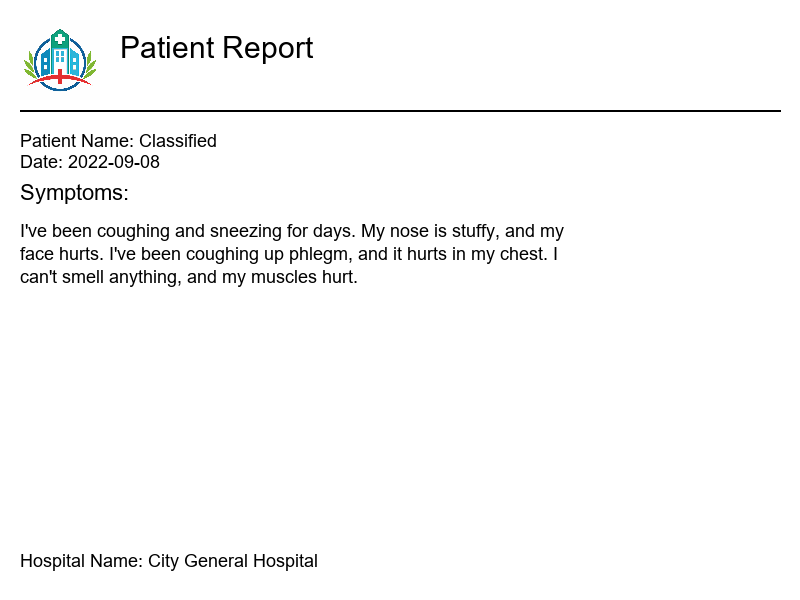 Patient Report
Patient Name: Classified
Date: 2022-09-08
Symptoms:
I've been coughing and sneezing for days. My nose is stuffy, and my
face hurts. I've been coughing up phlegm, and it hurts in my chest. I
can't smell anything, and my muscles hurt.
Hospital Name: City General Hospital